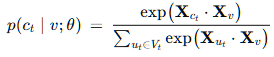 p(c_t | v; θ) = exp(X_{c_t} · X_v) / ∑_{u_t ∈ V_t} exp(X_{u_t} · X_v)